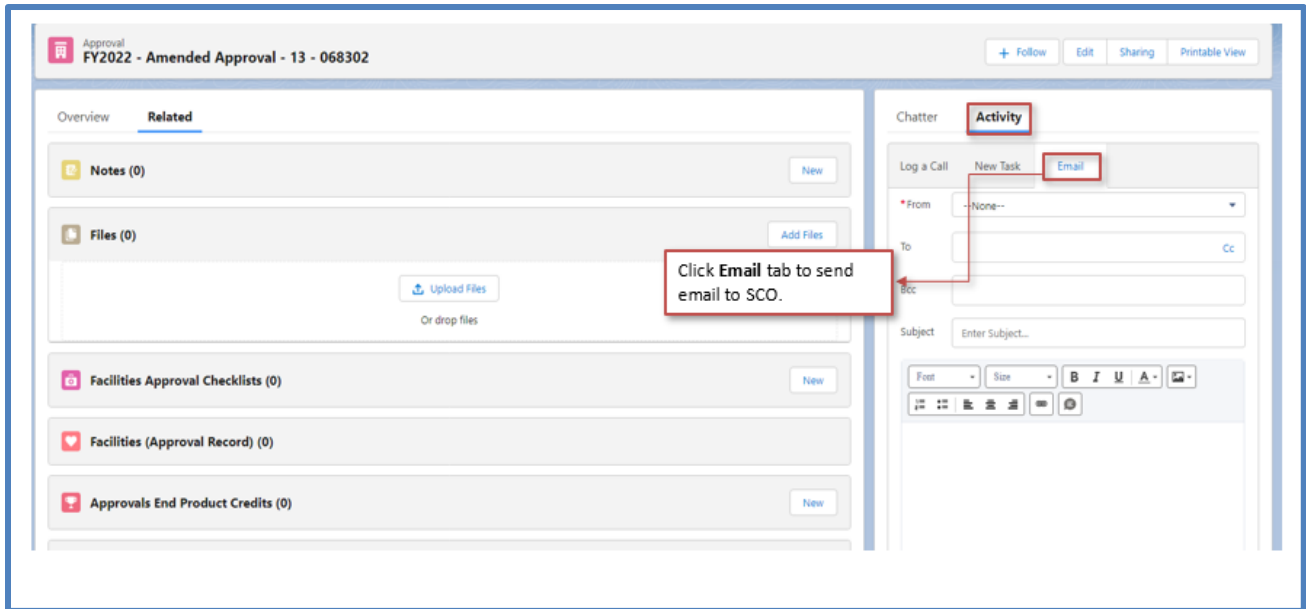 Approval
FY2022 - Amended Approval - 13 - 068302
+ Follow
Edit
Sharing
Printable View
Overview
Related
Notes (0)
New
Files (0)
Add Files
Upload Files
Or drop files
Facilities Approval Checklists (0)
New
Facilities (Approval Record) (0)
Approvals End Product Credits (0)
New
Chatter
Activity
Log a Call
New Task
Email
*From
--None--
To
Cc
Bcc
Subject
Enter Subject...
Font
Size
B I U A
Click Email tab to send
email to SCO.